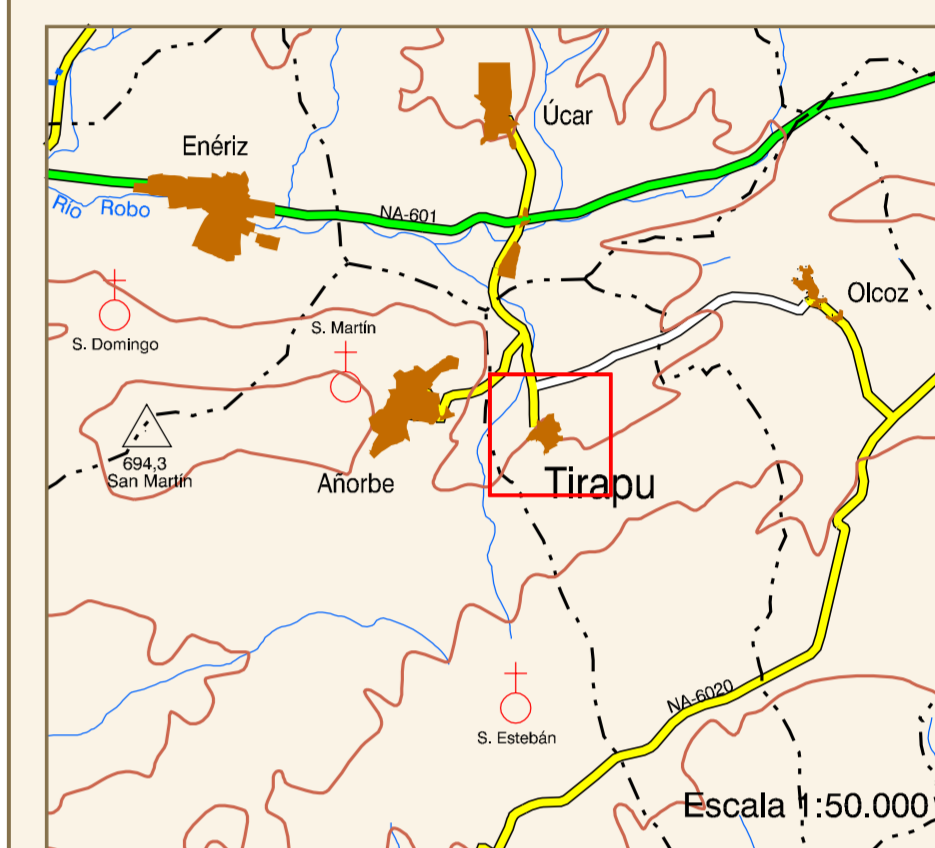 Úcar
Enériz
Río Robo
NA-601
Olcoz
S. Domingo
S. Martín
694,3
San Martín
Añorbe
Tirapu
NA-6020
S. Estebán
Escala 1:50.000